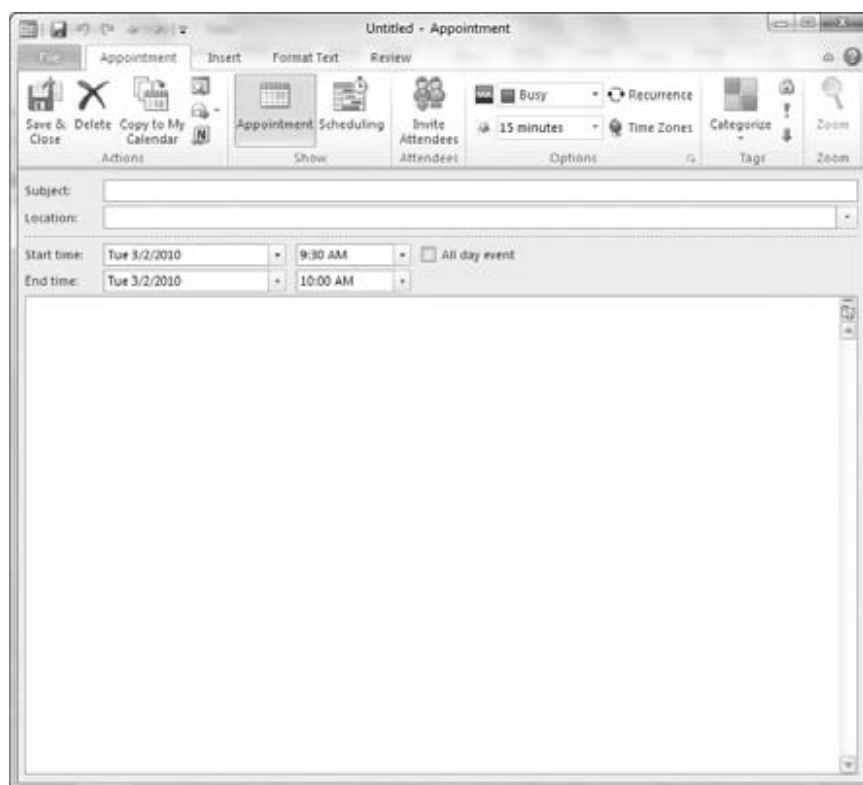 Untitled - Appointment
File Appointment Insert Format Text Review
Save & Close Delete Copy to My Calendar Appointment Scheduling Invite Attendees Busy 15 minutes Recurrence Time Zones Categorize Zoom
Actions Show Attendees Options Tags Zoom
Subject:
Location:
Start time: Tue 3/2/2010 9:30 AM All day event
End time: Tue 3/2/2010 10:00 AM